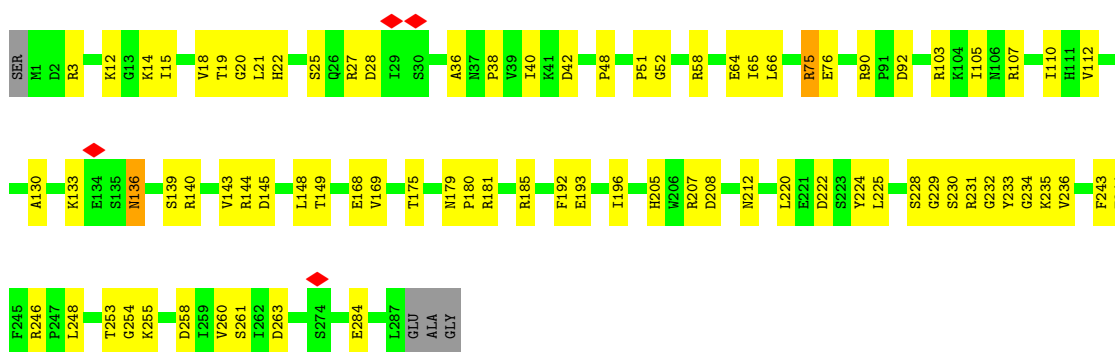 SER M1 D2 R3 K12 G13 K14 I15 V18 T19 G20 L21 H22 S25 Q26 R27 D28 I29 S30 A36 N37 P38 V39 I40 K41 D42 P48 P51 G52 R58 E64 I65 L66 R75 E76 R90 P91 D92 R103 K104 I105 N106 R107 I110 H111 V112
A130 K133 E134 S135 N136 S139 R140 V143 R144 D145 L148 T149 E168 V169 T175 N179 P180 R181 R185 F192 E193 I196 H205 W206 R207 D208 N212 L220 E221 D222 S223 Y224 L225 S228 G229 S230 R231 G232 Y233 G234 K235 V236 F243
F245 R246 P247 L248 T253 G254 K255 D258 I259 V260 S261 I262 D263 S274 E284 L287 GLU ALA GLY